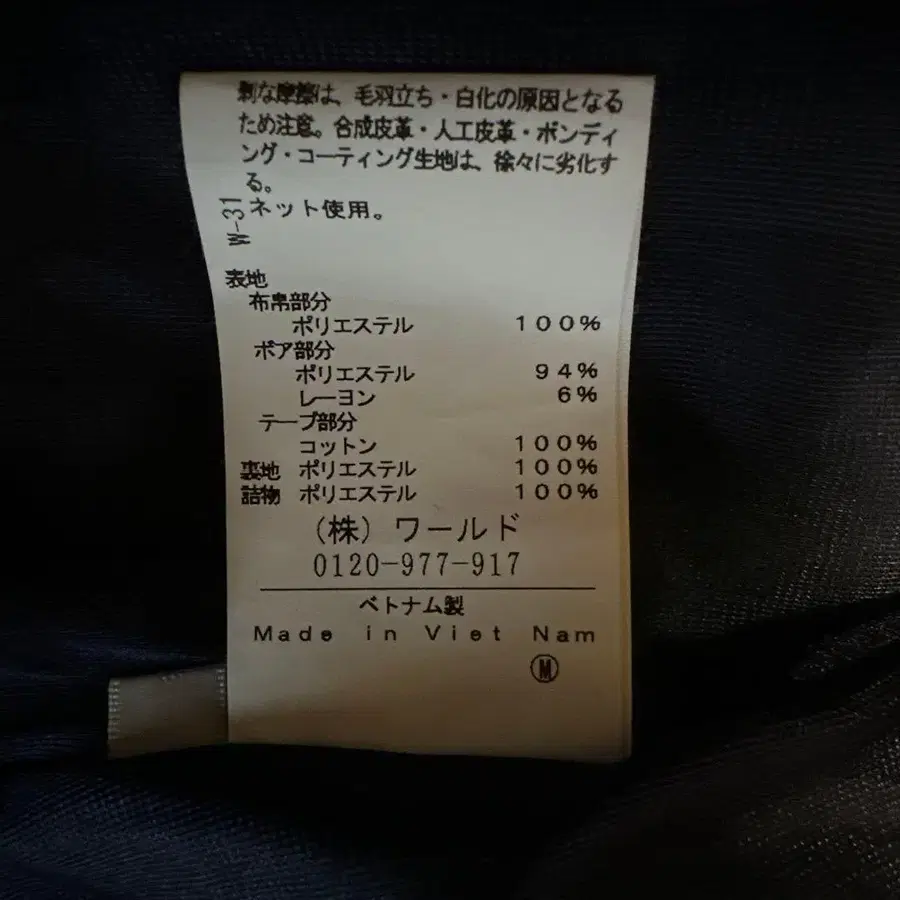 剰な摩擦は、毛羽立ち・白化の原因となる
ため注意。合成皮革・人工皮革・ボンディ
ング・コーティング生地は、徐々に劣化す
る。
ネット使用。
W-31
表地
布帛部分
ポリエステル 100%
ボア部分
ポリエステル 94%
レーヨン 6%
テープ部分
コットン 100%
裏地 ポリエステル 100%
詰物 ポリエステル 100%
(株) ワールド
0120-977-917
ベトナム製
Made in Viet Nam
Ⓜ